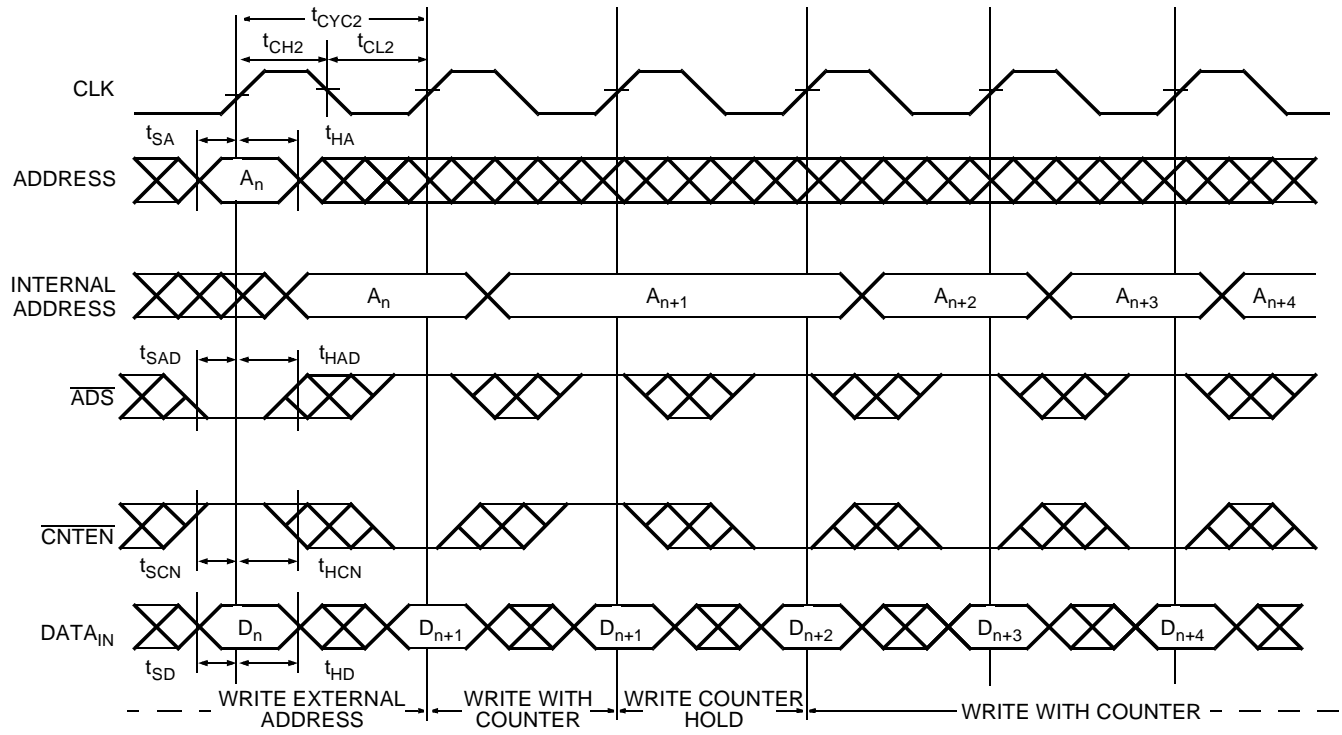 tCYC2
tCH2 tCL2
CLK
tSA tHA
ADDRESS An
INTERNAL
ADDRESS
An An+1 An+2 An+3 An+4
tSAD tHAD
ADS
CNTEN
tSCN tHCN
DATAIN Dn Dn+1 Dn+1 Dn+2 Dn+3 Dn+4
tSD tHD
WRITE EXTERNAL
ADDRESS
WRITE WITH
COUNTER
WRITE COUNTER
HOLD
WRITE WITH COUNTER